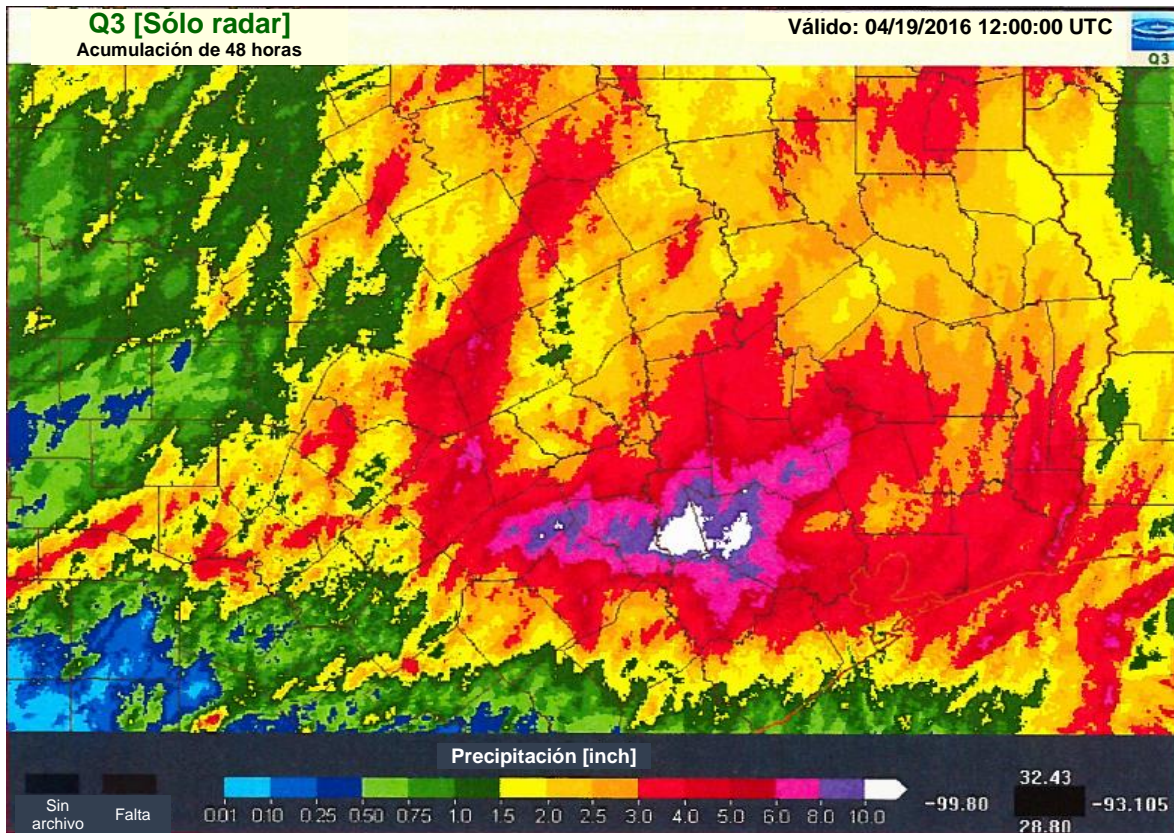 Q3 [Sólo radar]
Acumulación de 48 horas
Válido: 04/19/2016 12:00:00 UTC
Q3
Precipitación [inch]
Sin
archivo
Falta
0.01 0.10 0.25 0.50 0.75 1.0 1.5 2.0 2.5 3.0 4.0 5.0 6.0 8.0 10.0
32.43
-99.80 -93.105
28.80